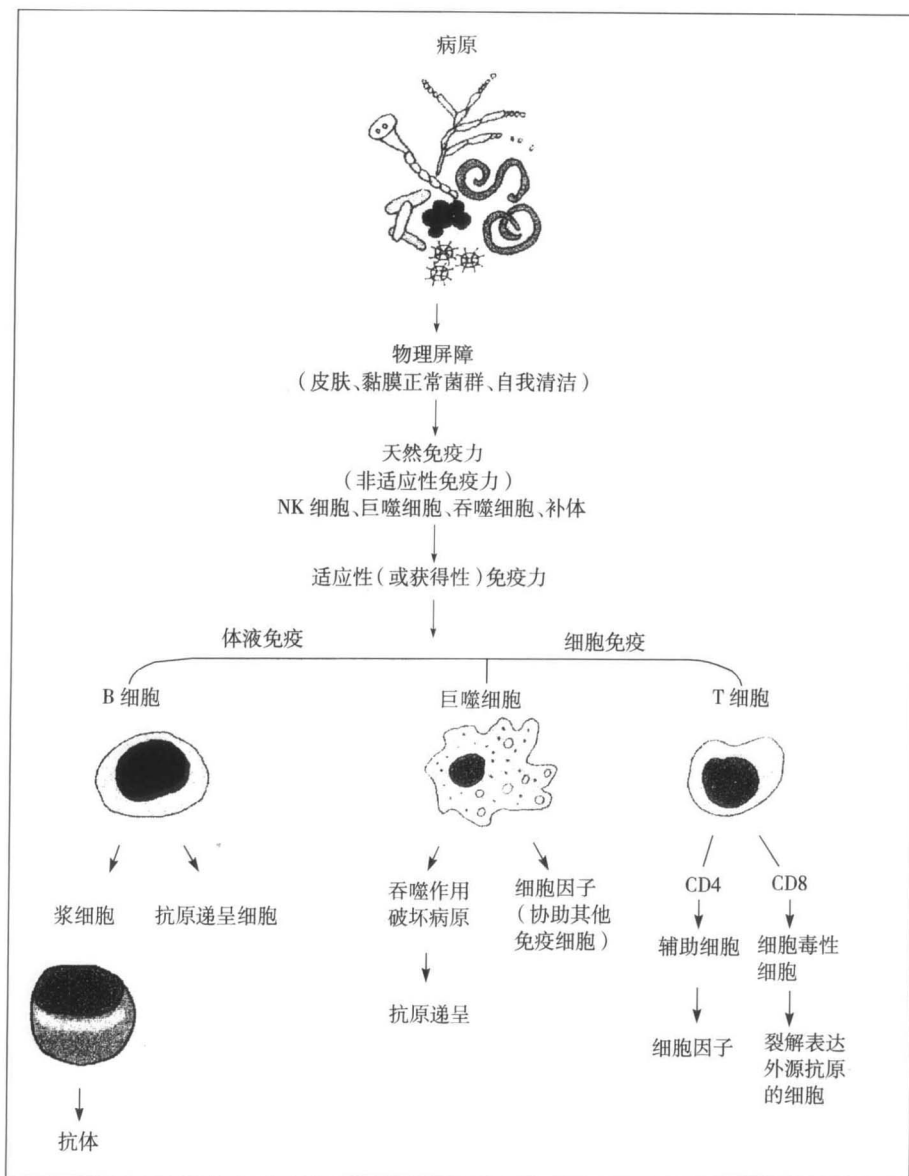 病原
物理屏障
（皮肤、黏膜正常菌群、自我清洁）
天然免疫力
（非适应性免疫力）
NK 细胞、巨噬细胞、吞噬细胞、补体
适应性（或获得性）免疫力
体液免疫
细胞免疫
B 细胞
巨噬细胞
T 细胞
浆细胞
抗原递呈细胞
抗体
吞噬作用
破坏病原
抗原递呈
细胞因子
（协助其他
免疫细胞）
CD4
辅助细胞
细胞因子
CD8
细胞毒性
细胞
裂解表达
外源抗原
的细胞